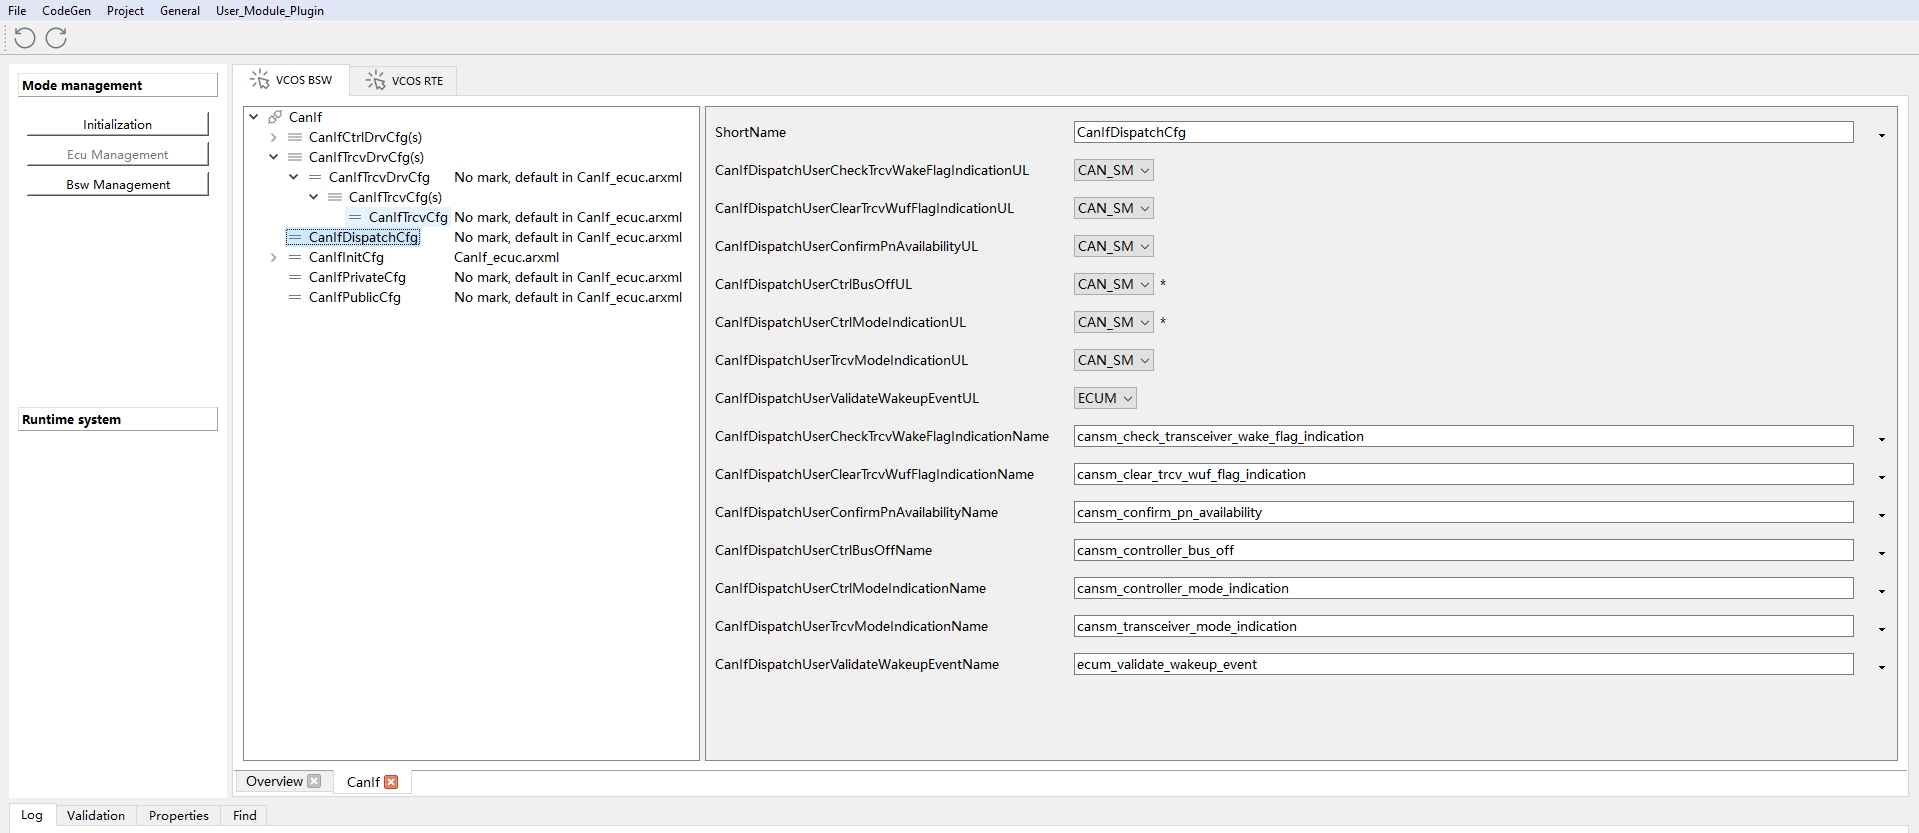 File CodeGen Project General User_Module_Plugin
Mode management
Initialization
Ecu Management
Bsw Management
Runtime system
VCOS BSW VCOS RTE
CanIf
CanIfCtrlDrvCfg(s)
CanIfTrcvDrvCfg(s)
CanIfTrcvDrvCfg No mark, default in CanIf_ecuc.arxml
CanIfTrcvCfg(s)
CanIfTrcvCfg No mark, default in CanIf_ecuc.arxml
CanIfDispatchCfg No mark, default in CanIf_ecuc.arxml
CanIfInitCfg CanIf_ecuc.arxml
CanIfPrivateCfg No mark, default in CanIf_ecuc.arxml
CanIfPublicCfg No mark, default in CanIf_ecuc.arxml
ShortName CanIfDispatchCfg
CanIfDispatchUserCheckTrcvWakeFlagIndicationUL CAN_SM
CanIfDispatchUserClearTrcvWufFlagIndicationUL CAN_SM
CanIfDispatchUserConfirmPnAvailabilityUL CAN_SM
CanIfDispatchUserCtrlBusOffUL CAN_SM *
CanIfDispatchUserCtrlModeIndicationUL CAN_SM *
CanIfDispatchUserTrcvModeIndicationUL CAN_SM
CanIfDispatchUserValidateWakeupEventUL ECUM
CanIfDispatchUserCheckTrcvWakeFlagIndicationName cansm_check_transceiver_wake_flag_indication
CanIfDispatchUserClearTrcvWufFlagIndicationName cansm_clear_trcv_wuf_flag_indication
CanIfDispatchUserConfirmPnAvailabilityName cansm_confirm_pn_availability
CanIfDispatchUserCtrlBusOffName cansm_controller_bus_off
CanIfDispatchUserCtrlModeIndicationName cansm_controller_mode_indication
CanIfDispatchUserTrcvModeIndicationName cansm_transceiver_mode_indication
CanIfDispatchUserValidateWakeupEventName ecum_validate_wakeup_event
Overview CanIf
Log Validation Properties Find